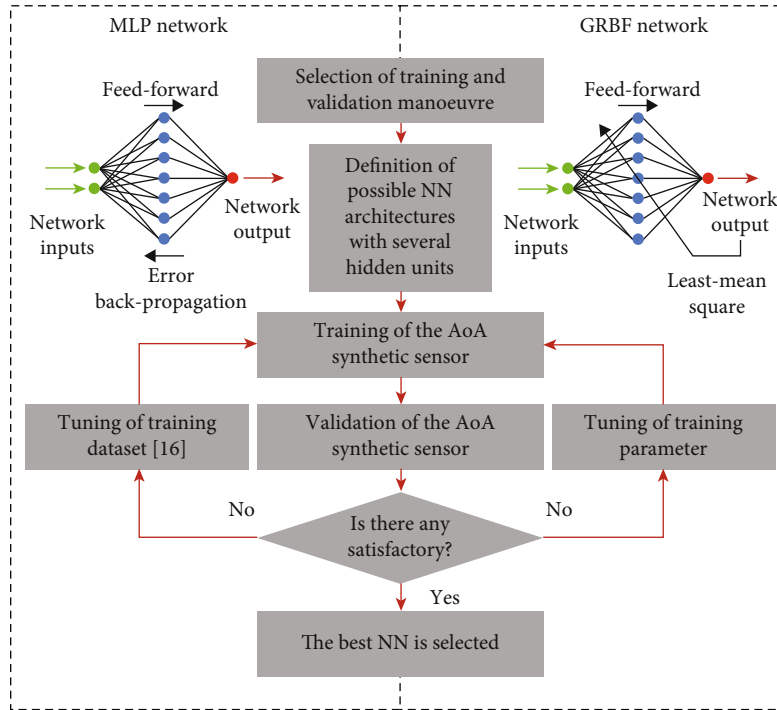 MLP network
GRBF network
Selection of training and
validation manoeuvre
Feed-forward
Network
inputs
Network
output
Error
back-propagation
Feed-forward
Network
inputs
Network
output
Least-mean
square
Definition of
possible NN
architectures
with several
hidden units
Training of the AoA
synthetic sensor
Tuning of training
dataset [16]
Validation of the AoA
synthetic sensor
Tuning of training
parameter
No
Is there any
satisfactory?
No
Yes
The best NN is selected